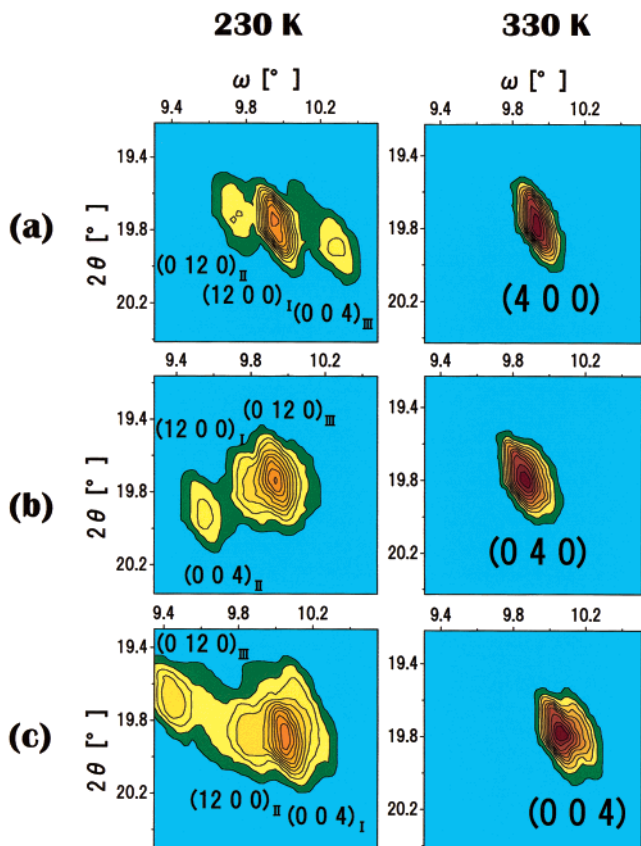 230 K 330 K
ω [°] ω [°]
9.4 9.8 10.2 9.4 9.8 10.2
(a)
2θ [°]
19.4
19.8
20.2
(0 12 0)II
(12 0 0)I (0 0 4)III
19.4
19.8
20.2
(4 0 0)
9.4 9.8 10.2 9.4 9.8 10.2
(b)
2θ [°]
19.4
19.8
20.2
(0 12 0)III
(12 0 0)I
(0 0 4)II
19.4
19.8
20.2
(0 4 0)
9.4 9.8 10.2 9.4 9.8 10.2
(c)
2θ [°]
19.4
19.8
20.2
(0 12 0)III
(12 0 0)II (0 0 4)I
19.4
19.8
20.2
(0 0 4)